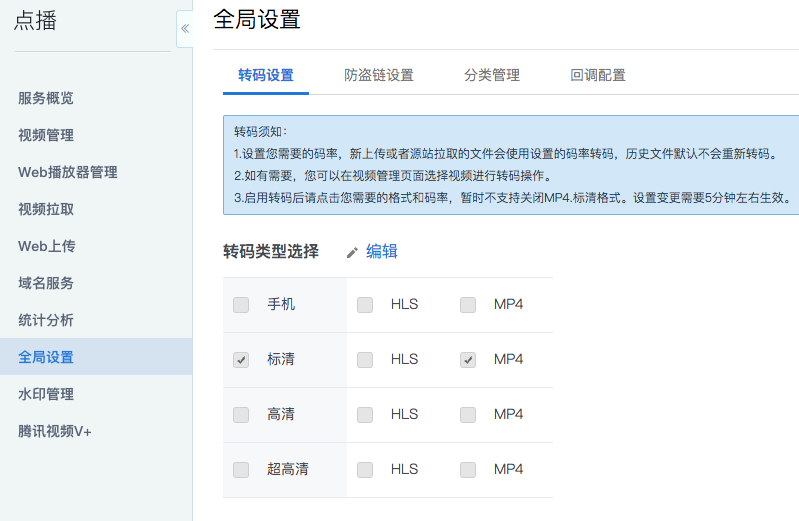 点播
全局设置
转码设置 防盗链设置 分类管理 回调配置
服务概览
视频管理
Web播放器管理
视频拉取
Web上传
域名服务
统计分析
全局设置
水印管理
腾讯视频V+
转码须知：
1.设置您需要的码率，新上传或者源站拉取的文件会使用设置的码率转码，历史文件默认不会重新转码。
2.如有需要，您可以在视频管理页面选择视频进行转码操作。
3.启用转码后请点击您需要的格式和码率，暂时不支持关闭MP4.标清格式。设置变更需要5分钟左右生效。
转码类型选择 编辑
手机 HLS MP4
标清 HLS MP4
高清 HLS MP4
超高清 HLS MP4